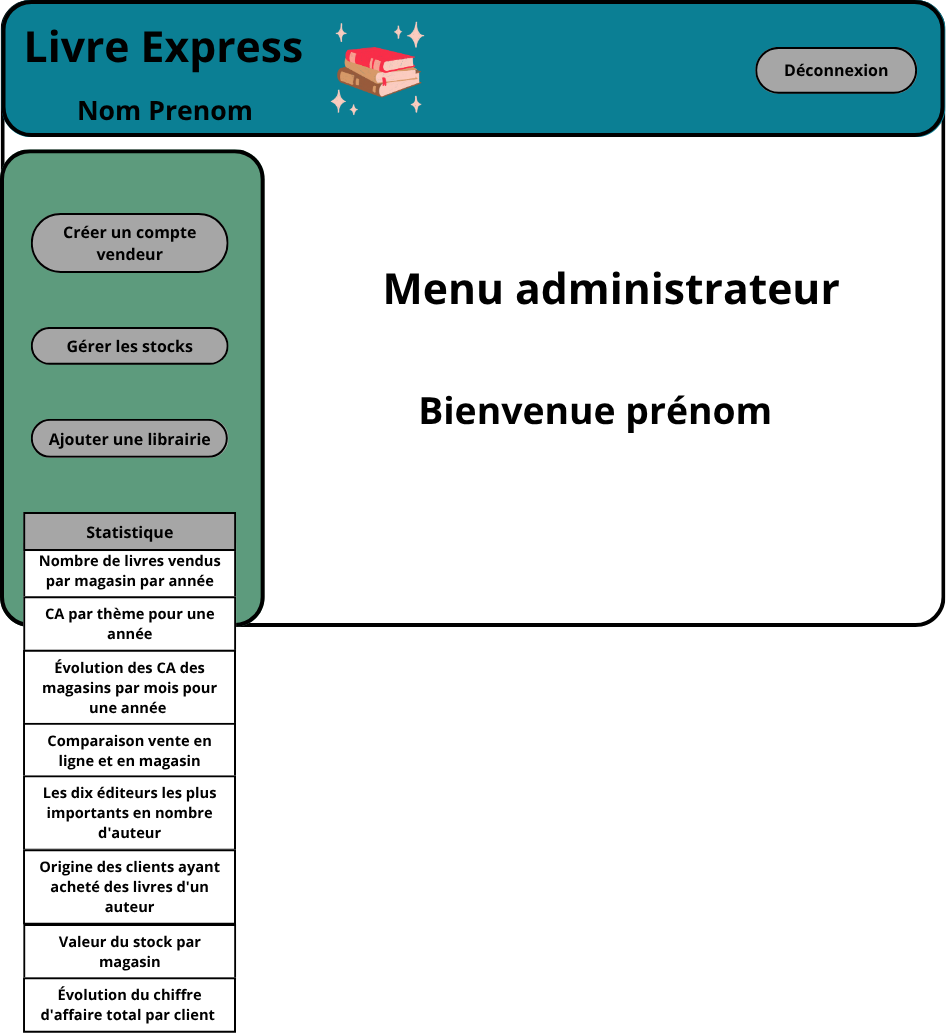 Livre Express
Nom Prenom
Déconnexion
Créer un compte
vendeur
Gérer les stocks
Ajouter une librairie
Menu administrateur
Bienvenue prénom
Statistique
Nombre de livres vendus
par magasin par année
CA par thème pour une
année
Évolution des CA des
magasins par mois pour
une année
Comparaison vente en
ligne et en magasin
Les dix éditeurs les plus
importants en nombre
d'auteur
Origine des clients ayant
acheté des livres d'un
auteur
Valeur du stock par
magasin
Évolution du chiffre
d'affaire total par client